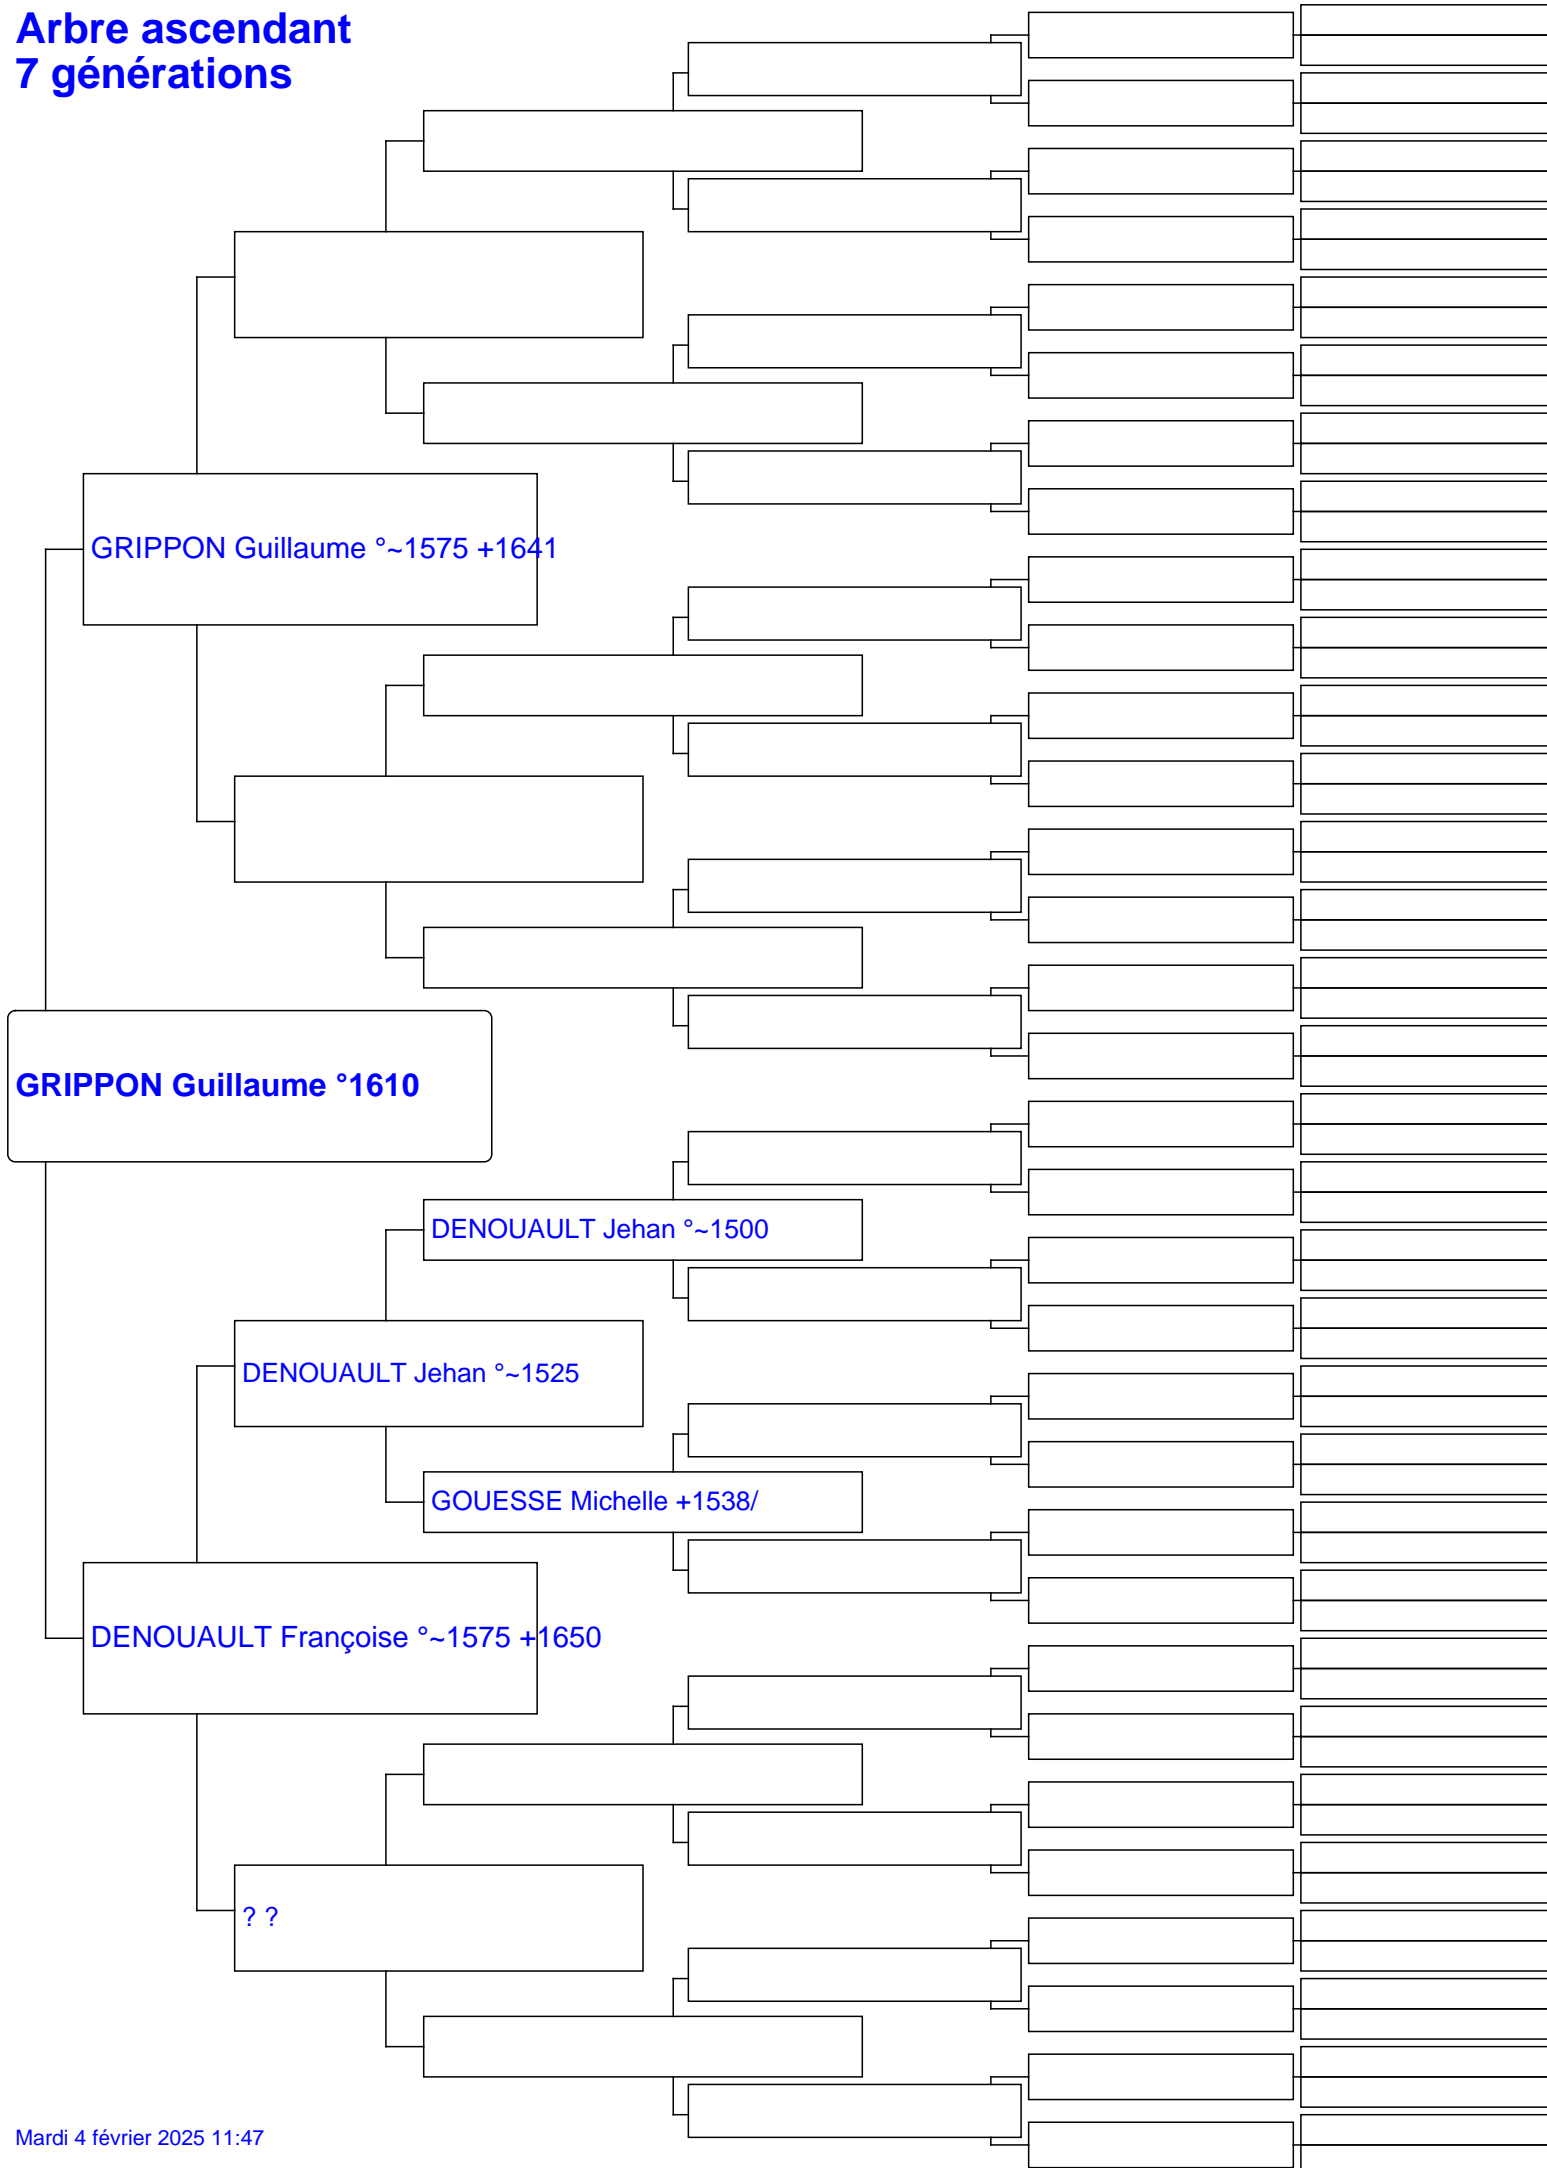 Arbre ascendant
7 générations
GRIPPON Guillaume °~1575 +1641
GRIPPON Guillaume °1610
DENOUAULT Jehan °~1500
DENOUAULT Jehan °~1525
GOUESSE Michelle +1538/
DENOUAULT Françoise °~1575 +1650
? ?
Mardi 4 février 2025 11:47